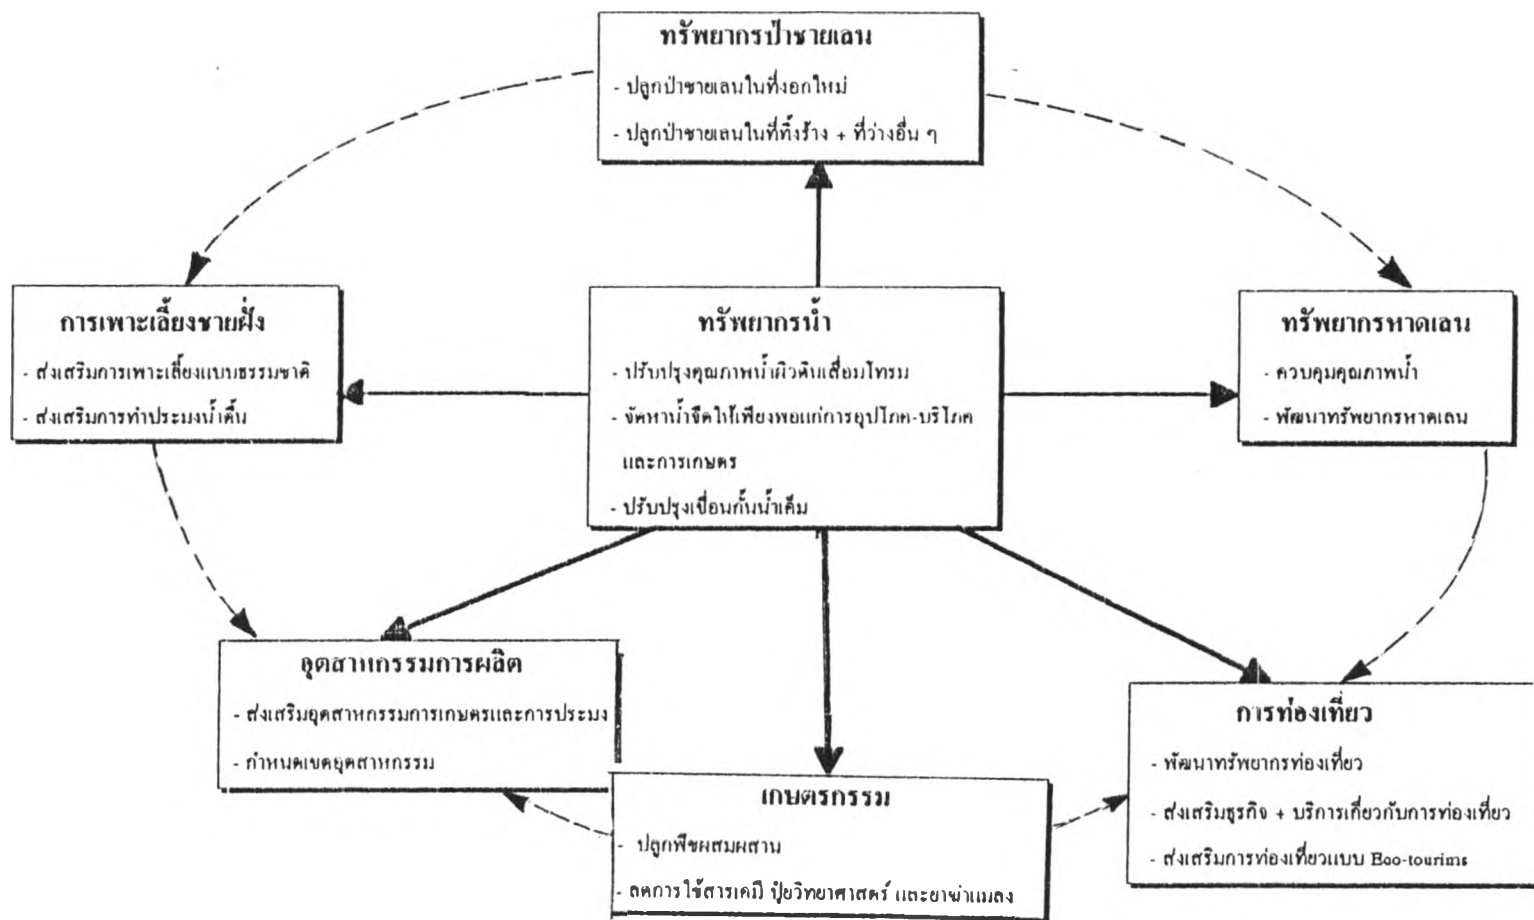 ทรัพยากรป่าชายเลน
- ปลูกป่าชายเลนในที่งอกใหม่
- ปลูกป่าชายเลนในที่ทิ้งร้าง + ที่ว่างอื่น ๆ
การเพาะเลี้ยงชายฝั่ง
- ส่งเสริมการเพาะเลี้ยงแบบธรรมชาติ
- ส่งเสริมการทำประมงน้ำตื้น
ทรัพยากรน้ำ
- ปรับปรุงคุณภาพน้ำผิวดินเสื่อมโทรม
- จัดหาน้ำจืดให้เพียงพอแก่การอุปโภค-บริโภค
และการเกษตร
- ปรับปรุงเขื่อนกั้นน้ำเค็ม
ทรัพยากรหาดเลน
- ควบคุมคุณภาพน้ำ
- พัฒนาทรัพยากรหาดเลน
อุตสาหกรรมการผลิต
- ส่งเสริมอุตสาหกรรมการเกษตรและการประมง
- กำหนดเขตอุตสาหกรรม
เกษตรกรรม
- ปลูกพืชผสมผสาน
- ลดการใช้สารเคมี ปุ๋ยวิทยาศาสตร์ และยาฆ่าแมลง
การท่องเที่ยว
- พัฒนาทรัพยากรท่องเที่ยว
- ส่งเสริมธุรกิจ + บริการเกี่ยวกับการท่องเที่ยว
- ส่งเสริมการท่องเที่ยวแบบ Eco-tourims